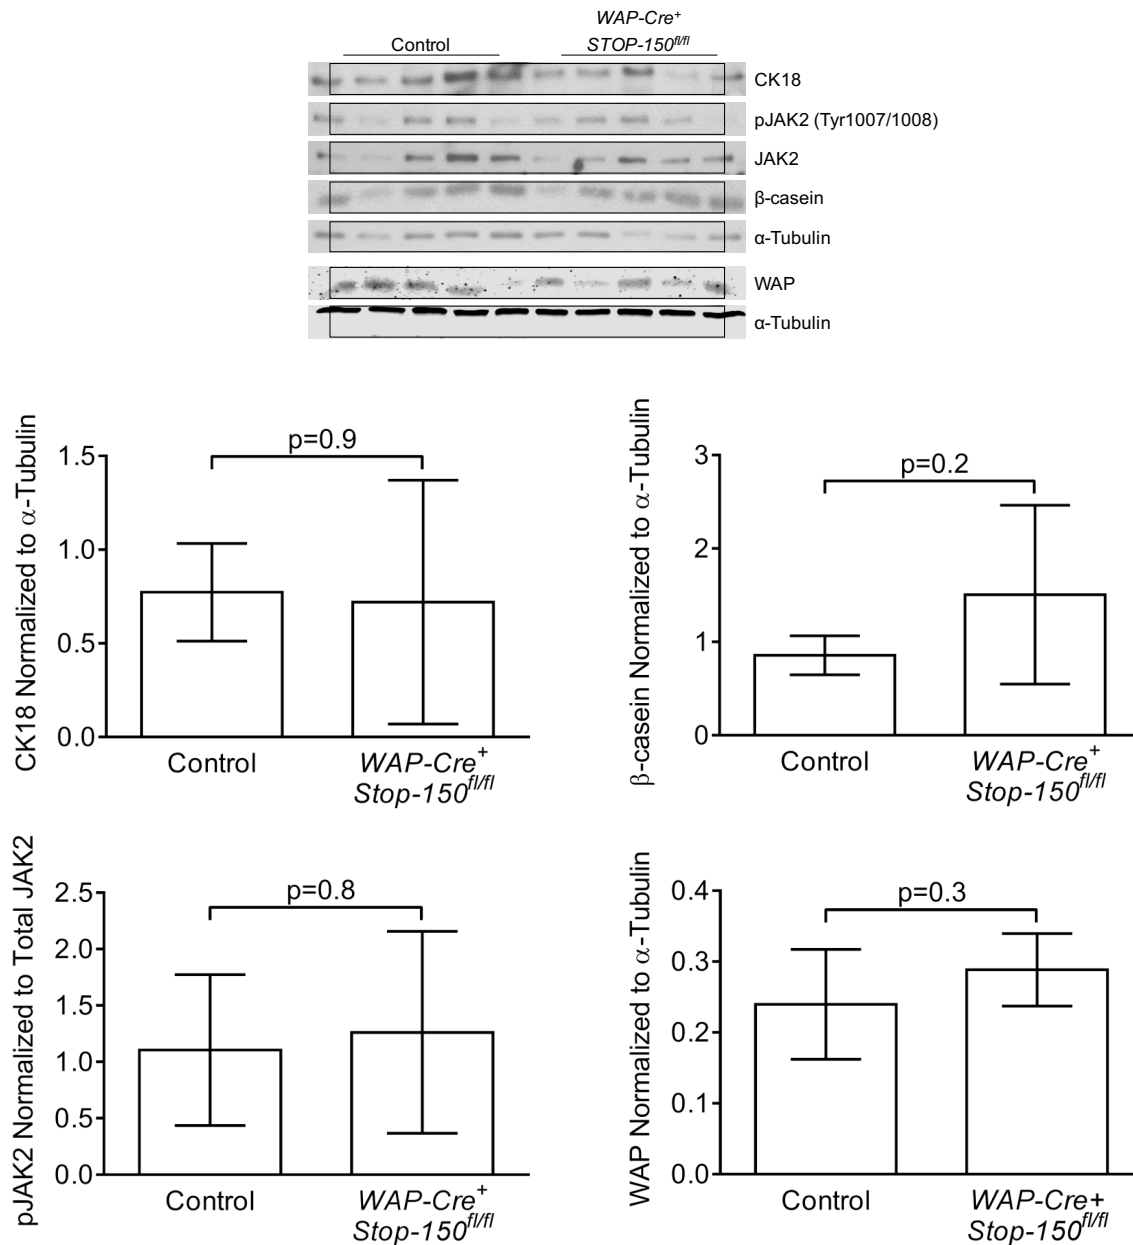 WAP-Cre⁺
Control STOP-150ᶠˡ/ᶠˡ
CK18
pJAK2 (Tyr1007/1008)
JAK2
β-casein
α-Tubulin
WAP
α-Tubulin
CK18 Normalized to α-Tubulin
1.5
1.0
0.5
0.0
p=0.9
Control
WAP-Cre⁺
Stop-150ᶠˡ/ᶠˡ
β-casein Normalized to α-Tubulin
3
2
1
0
p=0.2
Control
WAP-Cre⁺
Stop-150ᶠˡ/ᶠˡ
pJAK2 Normalized to Total JAK2
2.5
2.0
1.5
1.0
0.5
0.0
p=0.8
Control
WAP-Cre⁺
Stop-150ᶠˡ/ᶠˡ
WAP Normalized to α-Tubulin
0.4
0.3
0.2
0.1
0.0
p=0.3
Control
WAP-Cre+
Stop-150ᶠˡ/ᶠˡ